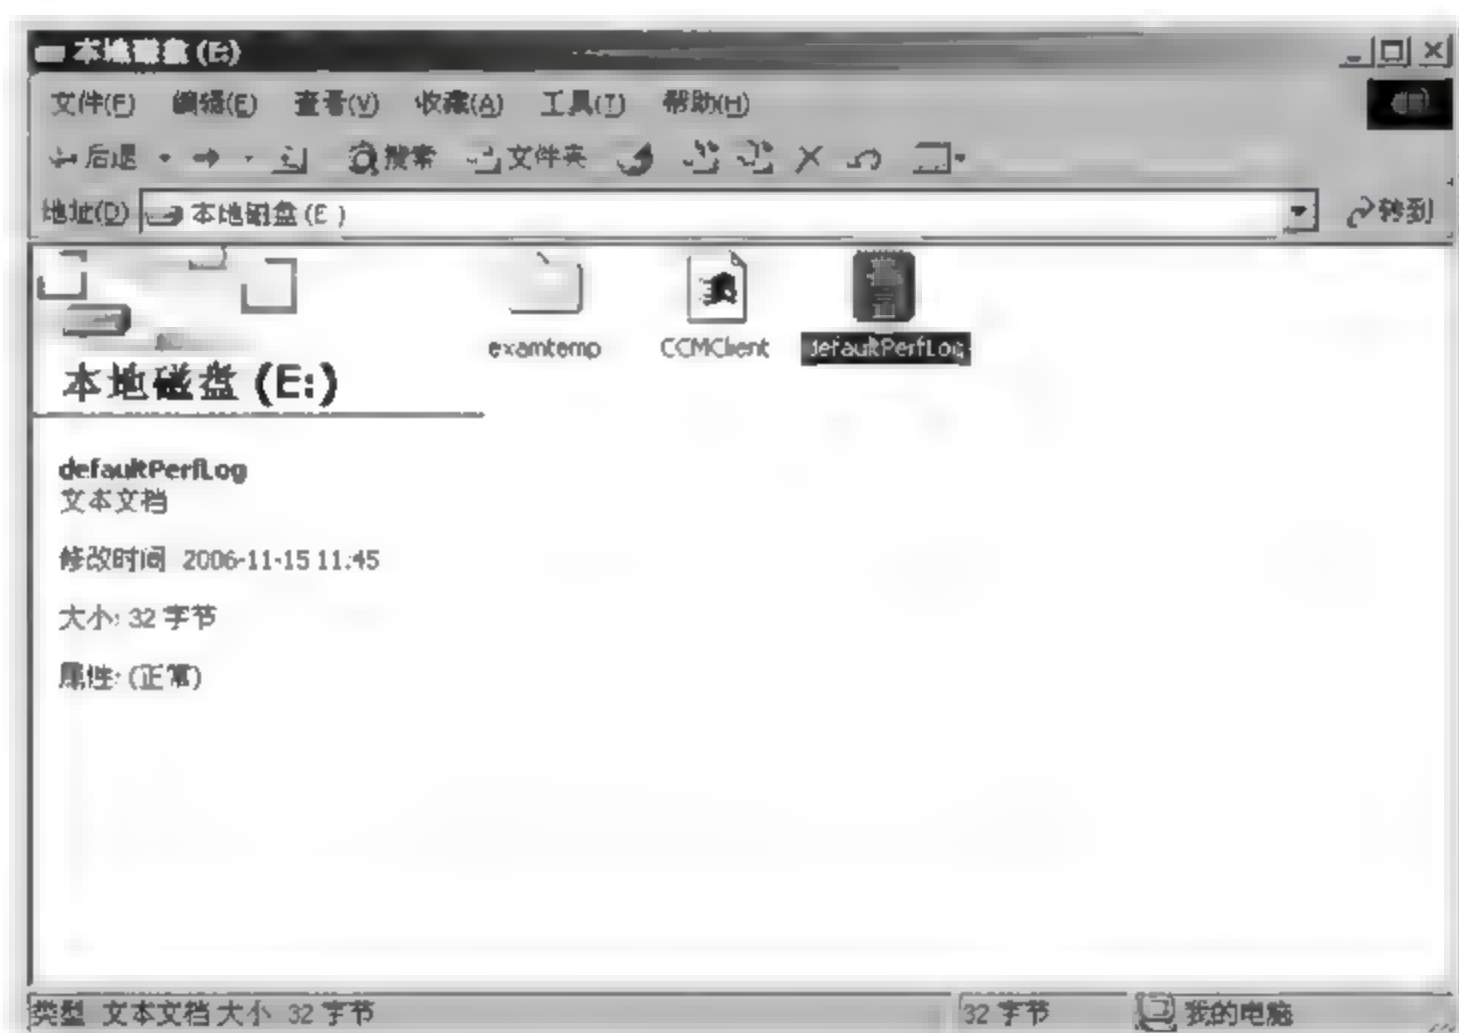 本地磁盘 (E:)
文件(F) 编辑(E) 查看(V) 收藏(A) 工具(T) 帮助(H)
后退 搜索 文件夹
地址(D) 本地磁盘 (E:) 转到
examtemp CCMClient defaultPerfLog
本地磁盘 (E:)
defaultPerfLog
文本文档
修改时间: 2006-11-15 11:45
大小: 32 字节
属性: (正常)
类型: 文本文档 大小: 32 字节 32 字节 我的电脑